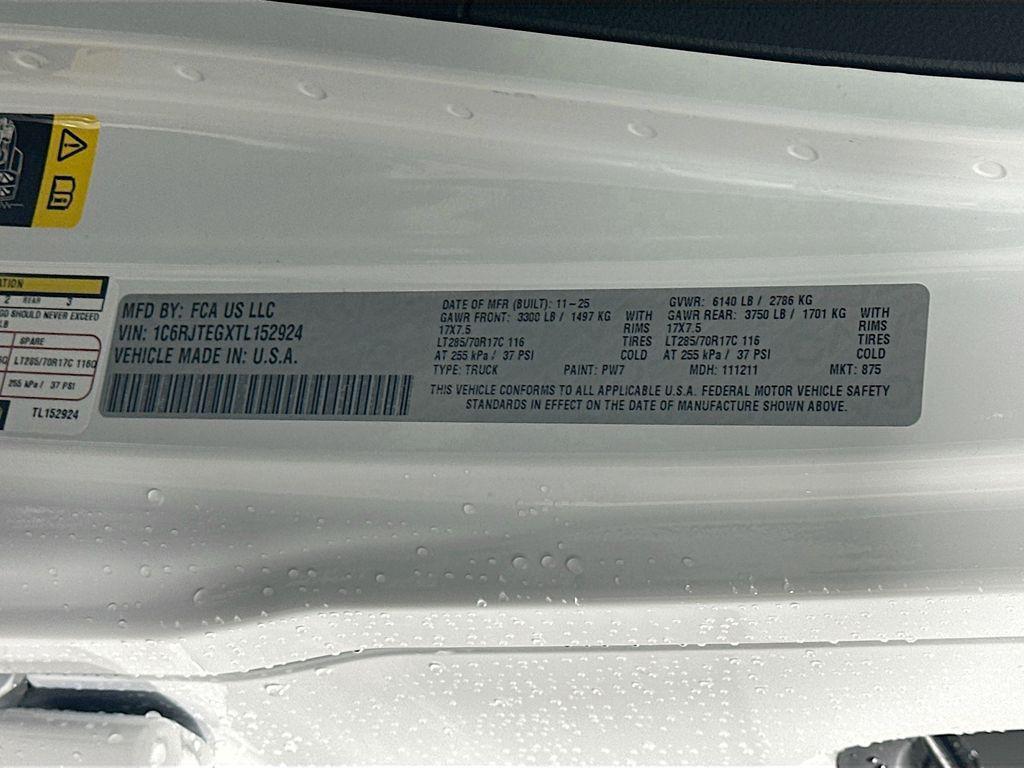 ATION
2 REAR 3
GO SHOULD NEVER EXCEED
LB
SPARE
LT285/70R17C 116Q
255 kPa / 37 PSI
TL152924
MFD BY: FCA US LLC
VIN: 1C6RJTEGXTL152924
VEHICLE MADE IN: U.S.A.
DATE OF MFR (BUILT): 11-25
GAWR FRONT: 3300 LB / 1497 KG WITH
17X7.5 RIMS
LT285/70R17C 116 TIRES
AT 255 kPa / 37 PSI COLD
GVWR: 6140 LB / 2786 KG
GAWR REAR: 3750 LB / 1701 KG WITH
17X7.5 RIMS
LT285/70R17C 116 TIRES
AT 255 kPa / 37 PSI COLD
TYPE: TRUCK PAINT: PW7 MDH: 111211 MKT: 875
THIS VEHICLE CONFORMS TO ALL APPLICABLE U.S.A. FEDERAL MOTOR VEHICLE SAFETY
STANDARDS IN EFFECT ON THE DATE OF MANUFACTURE SHOWN ABOVE.